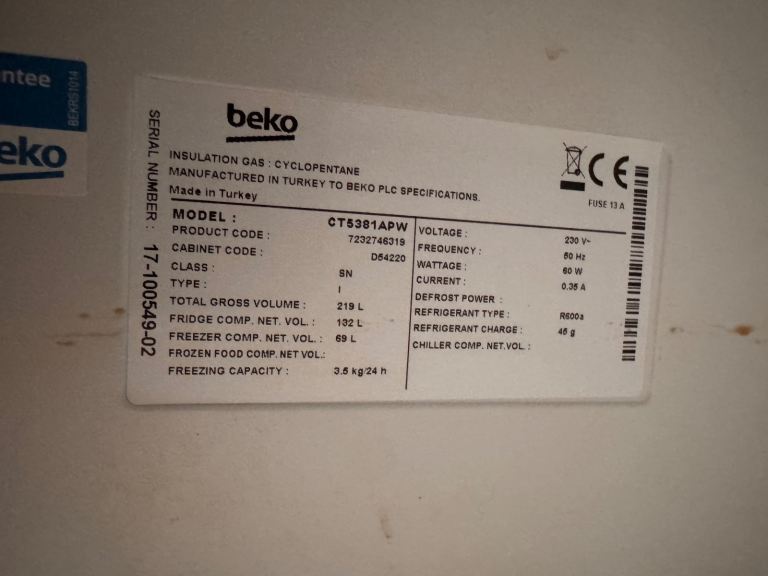 ntee
BEKRS1014
eko
beko
INSULATION GAS : CYCLOPENTANE
MANUFACTURED IN TURKEY TO BEKO PLC SPECIFICATIONS.
Made in Turkey
FUSE 13 A
SERIAL NUMBER : 17-100549-02
MODEL : CT5381APW
PRODUCT CODE : 7232746319
CABINET CODE : D54220
CLASS : SN
TYPE : I
TOTAL GROSS VOLUME : 219 L
FRIDGE COMP. NET. VOL. : 132 L
FREEZER COMP. NET. VOL. : 69 L
FROZEN FOOD COMP. NET VOL.:
FREEZING CAPACITY : 3.5 kg/24 h
VOLTAGE : 230 V~
FREQUENCY : 50 Hz
WATTAGE : 60 W
CURRENT : 0.35 A
DEFROST POWER :
REFRIGERANT TYPE : R600a
REFRIGERANT CHARGE : 45 g
CHILLER COMP. NET.VOL. :